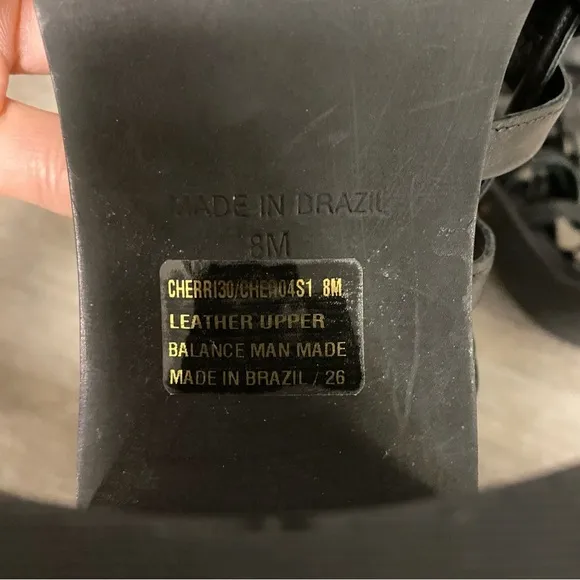 MADE IN BRAZIL
8M
CHERRI30/CHER04S1 8M
LEATHER UPPER
BALANCE MAN MADE
MADE IN BRAZIL / 26